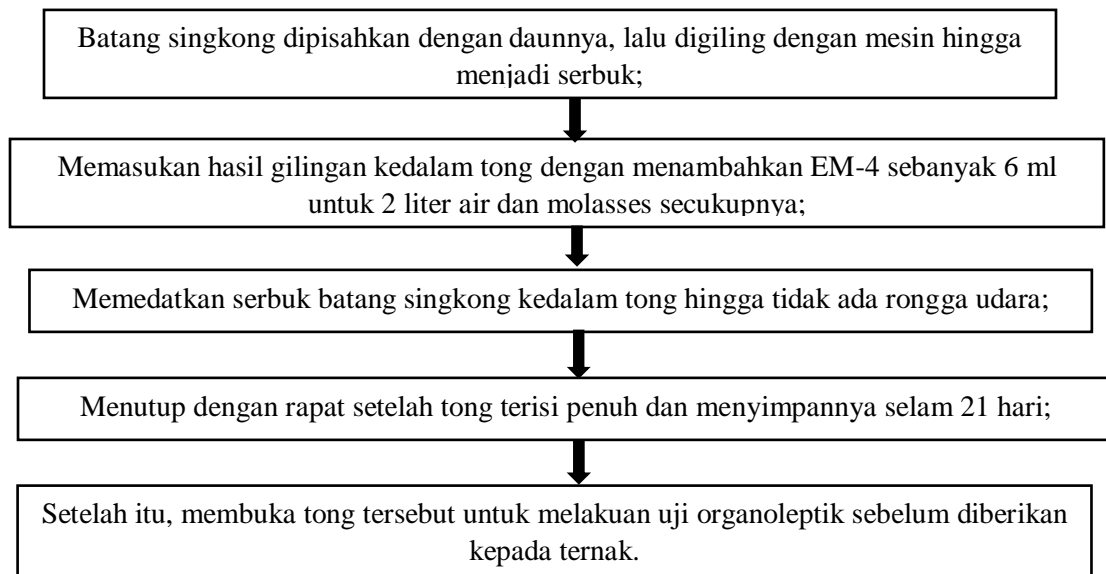 Batang singkong dipisahkan dengan daunnya, lalu digiling dengan mesin hingga
menjadi serbuk;
Memasukan hasil gilingan kedalam tong dengan menambahkan EM-4 sebanyak 6 ml
untuk 2 liter air dan molasses secukupnya;
Memedatkan serbuk batang singkong kedalam tong hingga tidak ada rongga udara;
Menutup dengan rapat setelah tong terisi penuh dan menyimpannya selam 21 hari;
Setelah itu, membuka tong tersebut untuk melakuan uji organoleptik sebelum diberikan
kepada ternak.